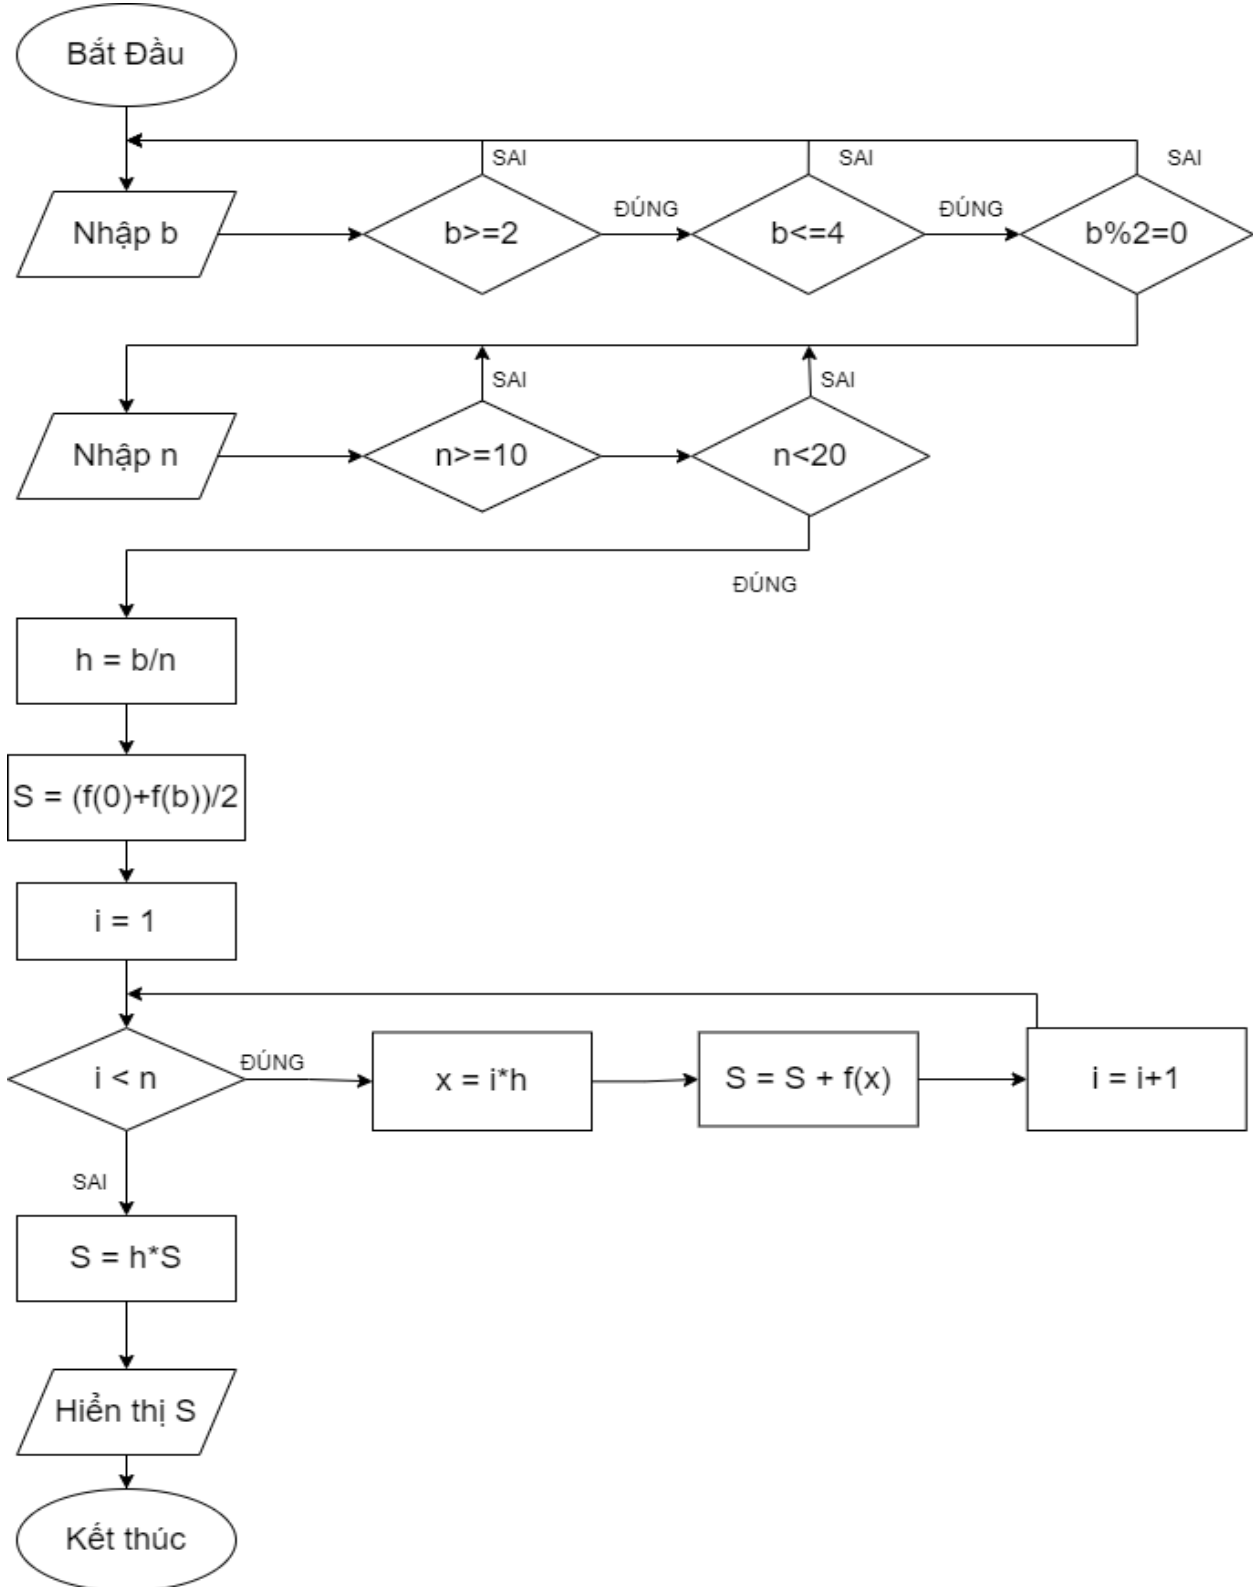 Bắt Đầu
SAI
SAI
SAI
Nhập b
b>=2
ĐÚNG
b<=4
ĐÚNG
b%2=0
SAI
SAI
Nhập n
n>=10
n<20
ĐÚNG
h = b/n
S = (f(0)+f(b))/2
i = 1
i < n
ĐÚNG
x = i*h
S = S + f(x)
i = i+1
SAI
S = h*S
Hiển thị S
Kết thúc